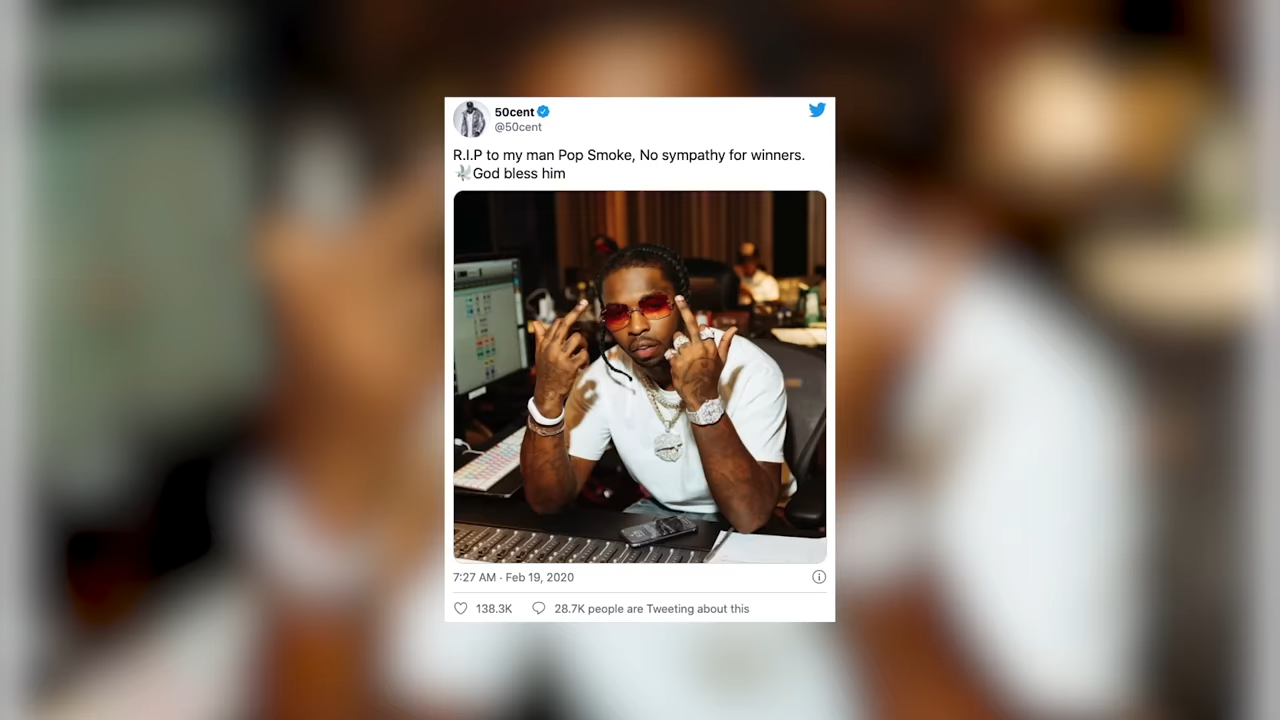 50cent
@50cent
R.I.P to my man Pop Smoke, No sympathy for winners.
🕊God bless him
7:27 AM · Feb 19, 2020
138.3K 28.7K people are Tweeting about this